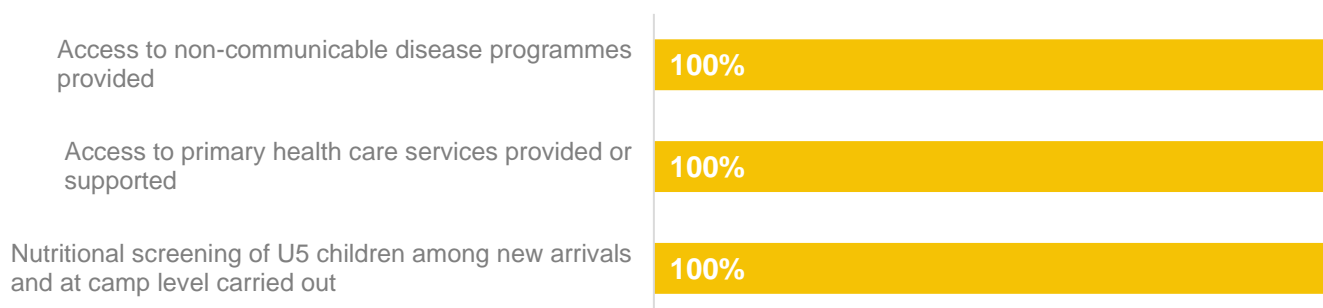 Access to non-communicable disease programmes
provided
100%
Access to primary health care services provided or
supported
100%
Nutritional screening of U5 children among new arrivals
and at camp level carried out
100%